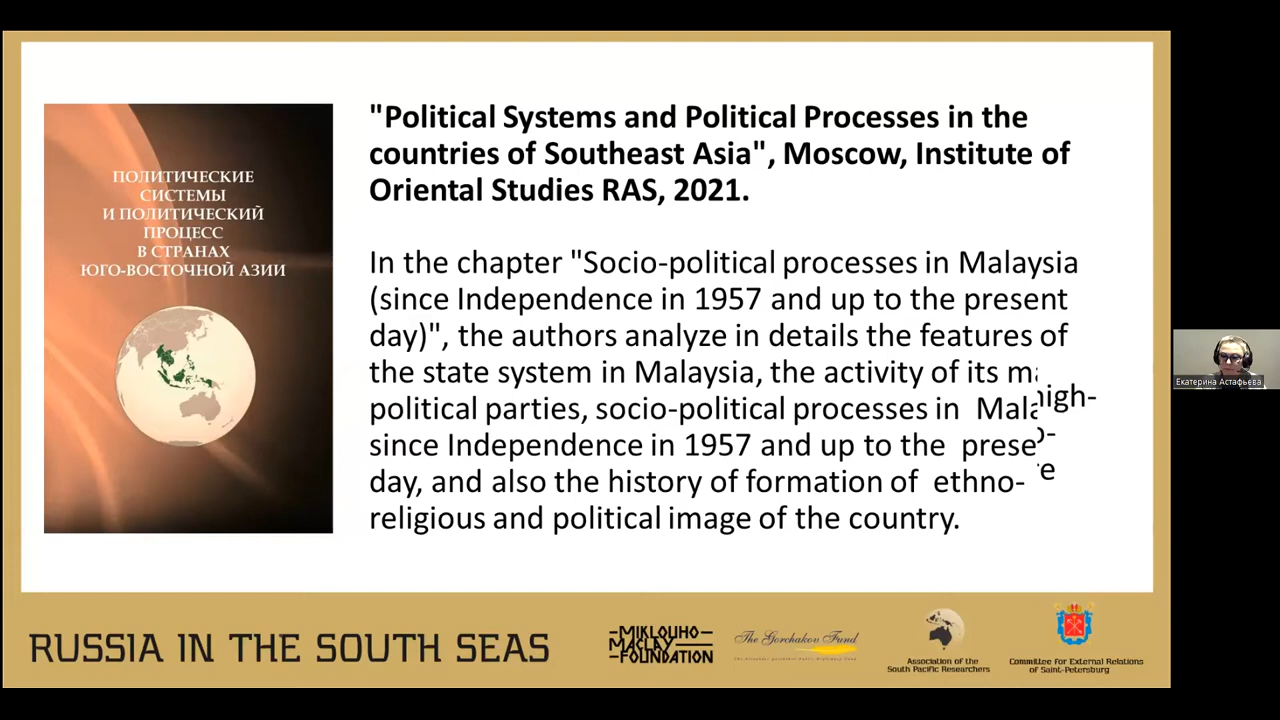 ПОЛИТИЧЕСКИЕ
СИСТЕМЫ
И ПОЛИТИЧЕСКИЙ
ПРОЦЕСС
В СТРАНАХ
ЮГО-ВОСТОЧНОЙ АЗИИ
"Political Systems and Political Processes in the
countries of Southeast Asia", Moscow, Institute of
Oriental Studies RAS, 2021.
In the chapter "Socio-political processes in Malaysia
(since Independence in 1957 and up to the present
day)", the authors analyze in details the features of
the state system in Malaysia, the activity of its
political parties, socio-political processes in
since Independence in 1957 and up to the
day, and also the history of formation of ethno-
religious and political image of the country.
Екатерина Астафьева
RUSSIA IN THE SOUTH SEAS
MIKLOUHO
MACLAY
FOUNDATION
The Gorchakov Fund
Association of the
South Pacific Researchers
Committee for External Relations
of Saint-Petersburg